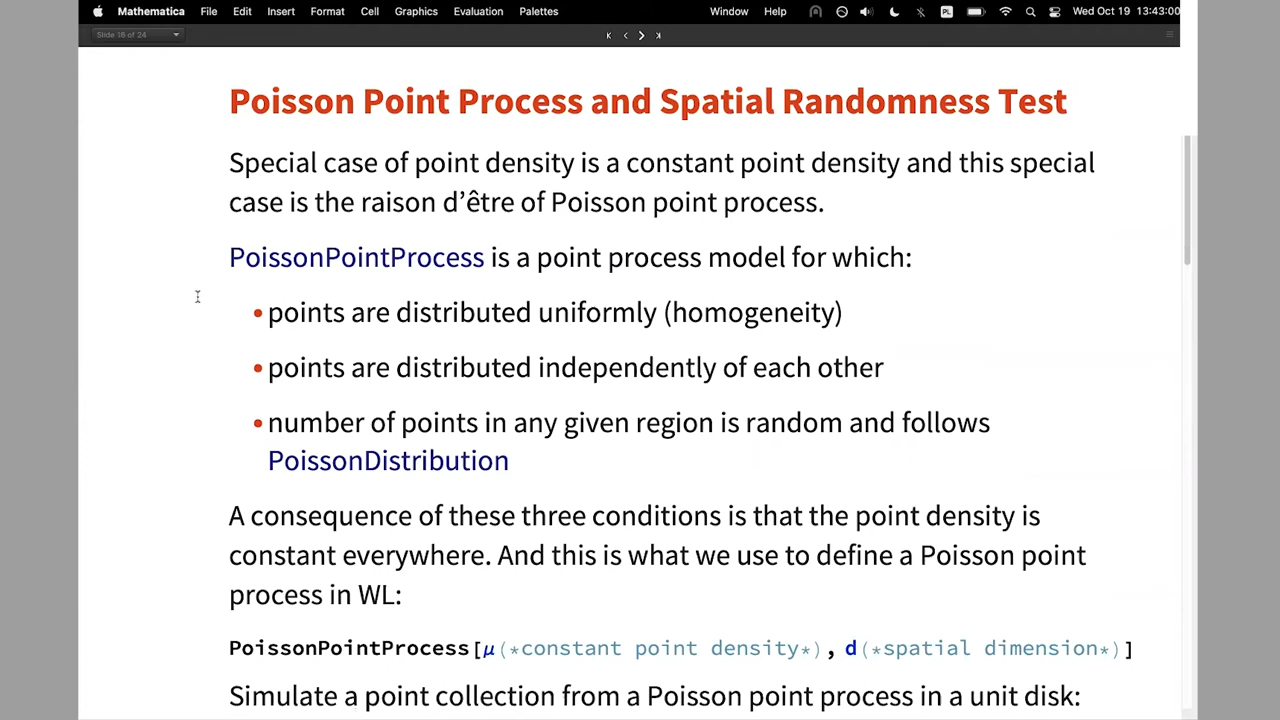 Mathematica File Edit Insert Format Cell Graphics Evaluation Palettes Window Help PL Wed Oct 19 13:43:00
Slide 18 of 24
Poisson Point Process and Spatial Randomness Test
Special case of point density is a constant point density and this special
case is the raison d’être of Poisson point process.
PoissonPointProcess is a point process model for which:
•points are distributed uniformly (homogeneity)
•points are distributed independently of each other
•number of points in any given region is random and follows
PoissonDistribution
A consequence of these three conditions is that the point density is
constant everywhere. And this is what we use to define a Poisson point
process in WL:
PoissonPointProcess[μ(*constant point density*), d(*spatial dimension*)]
Simulate a point collection from a Poisson point process in a unit disk: